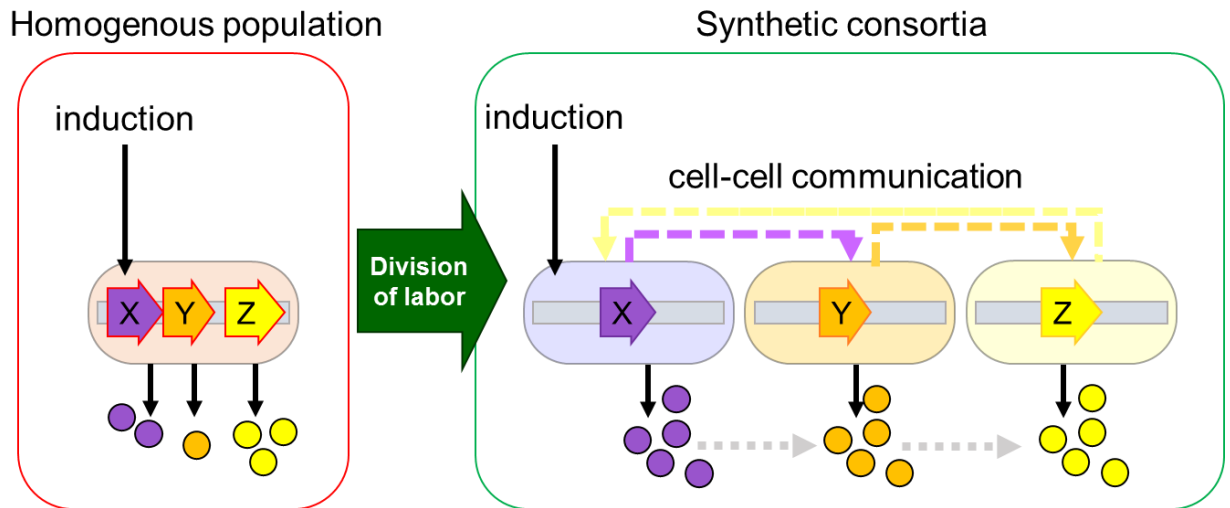 Homogenous population
Synthetic consortia
induction
induction
cell-cell communication
Division
of labor
X Y Z
X
Y
Z